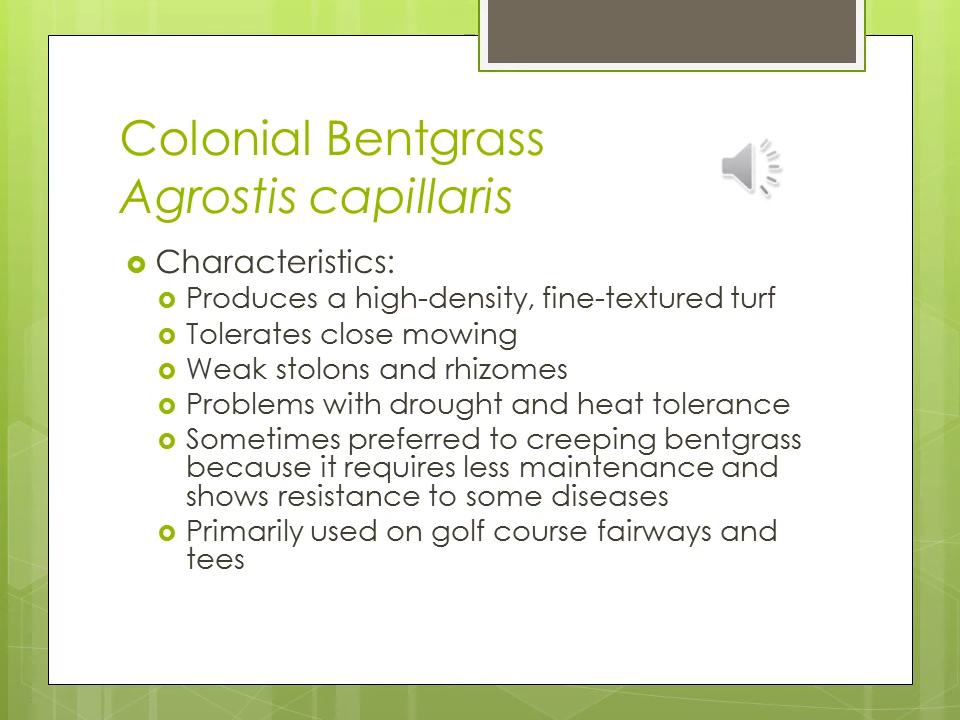 Colonial Bentgrass
Agrostis capillaris
Characteristics:
Produces a high-density, fine-textured turf
Tolerates close mowing
Weak stolons and rhizomes
Problems with drought and heat tolerance
Sometimes preferred to creeping bentgrass
because it requires less maintenance and
shows resistance to some diseases
Primarily used on golf course fairways and
tees